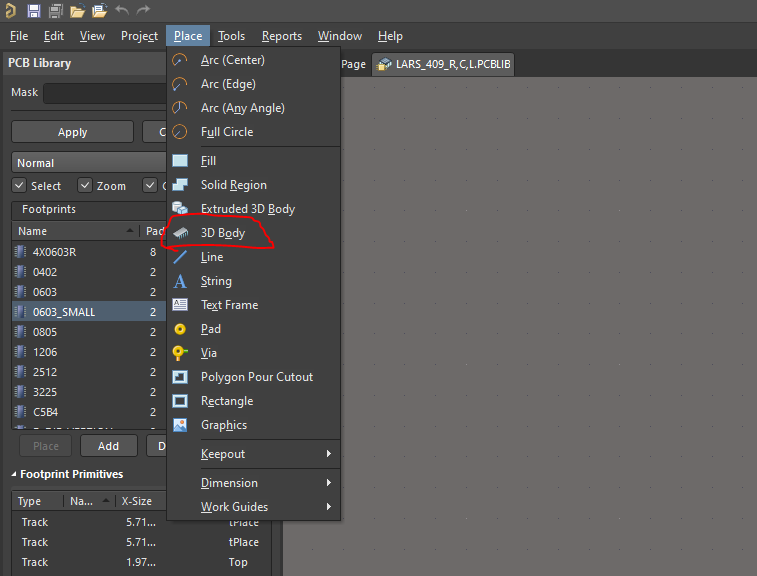 File Edit View Project Place Tools Reports Window Help
PCB Library
Page LARS_409_R,C,L.PCBLIB
Mask
Apply
Normal
Select Zoom
Footprints
Name Pad
4X0603R 8
0402 2
0603 2
0603_SMALL 2
0805 2
1206 2
2512 2
3225 2
C5B4 2
Place Add
Footprint Primitives
Type Na... X-Size
Track 5.71... tPlace
Track 5.71... tPlace
Track 1.97... Top
Arc (Center)
Arc (Edge)
Arc (Any Angle)
Full Circle
Fill
Solid Region
Extruded 3D Body
3D Body
Line
String
Text Frame
Pad
Via
Polygon Pour Cutout
Rectangle
Graphics
Keepout
Dimension
Work Guides